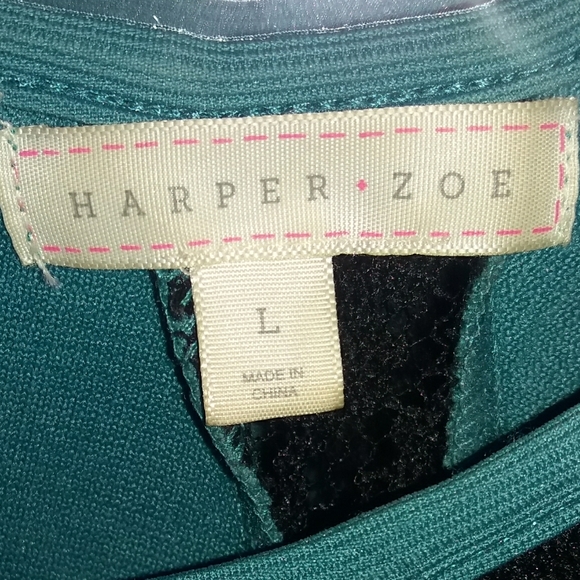 HARPER ♦ ZOE
L
MADE IN
CHINA